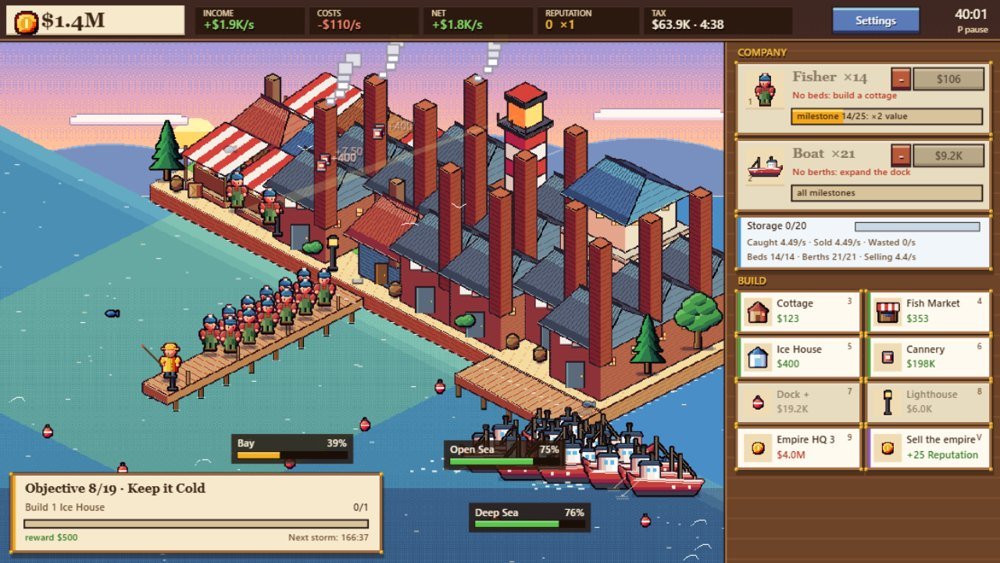 $1.4M
INCOME
+$1.9K/s
COSTS
-$110/s
NET
+$1.8K/s
REPUTATION
0 ×1
TAX
$63.9K · 4:38
Settings
40:01
P pause
COMPANY
Fisher ×14
-
$106
No beds: build a cottage
1
milestone 14/25: ×2 value
Boat ×21
-
$9.2K
No berths: expand the dock
2
all milestones
Storage 0/20
Caught 4.49/s · Sold 4.49/s · Wasted 0/s
Beds 14/14 · Berths 21/21 · Selling 4.4/s
BUILD
Cottage
3
$123
Fish Market
4
$353
Ice House
5
$400
Cannery
6
$198K
Dock +
7
$19.2K
Lighthouse
8
$6.0K
Empire HQ 3
9
$4.0M
Sell the empire
V
+25 Reputation
+400
Bay
39%
Open Sea
75%
Deep Sea
76%
Objective 8/19 · Keep it Cold
Build 1 Ice House
0/1
reward $500
Next storm: 166:37